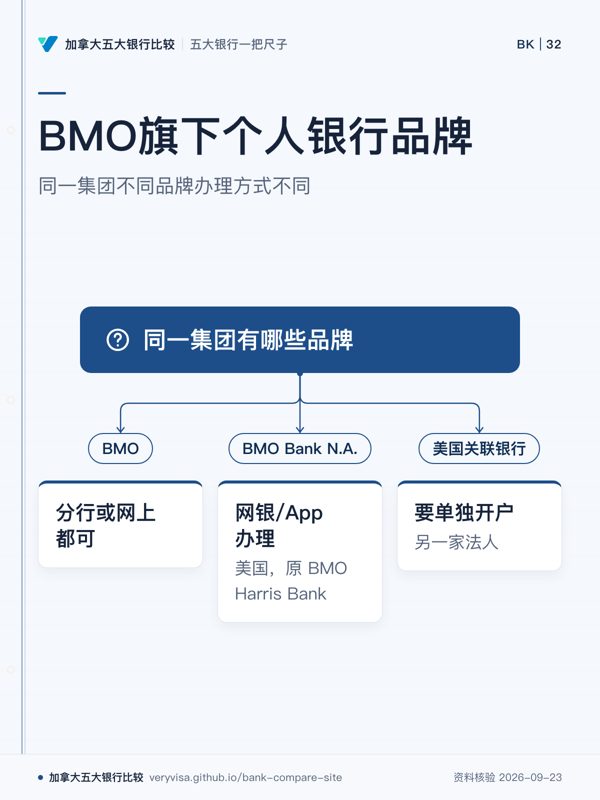 加拿大五大银行比较 | 五大银行一把尺子
BK | 32
BMO旗下个人银行品牌
同一集团不同品牌办理方式不同
同一集团有哪些品牌
BMO
BMO Bank N.A.
美国关联银行
分行或网上
都可
网银/App
办理
美国，原 BMO
Harris Bank
要单独开户
另一家法人
加拿大五大银行比较 veryvisa.github.io/bank-compare-site
资料核验 2026-09-23